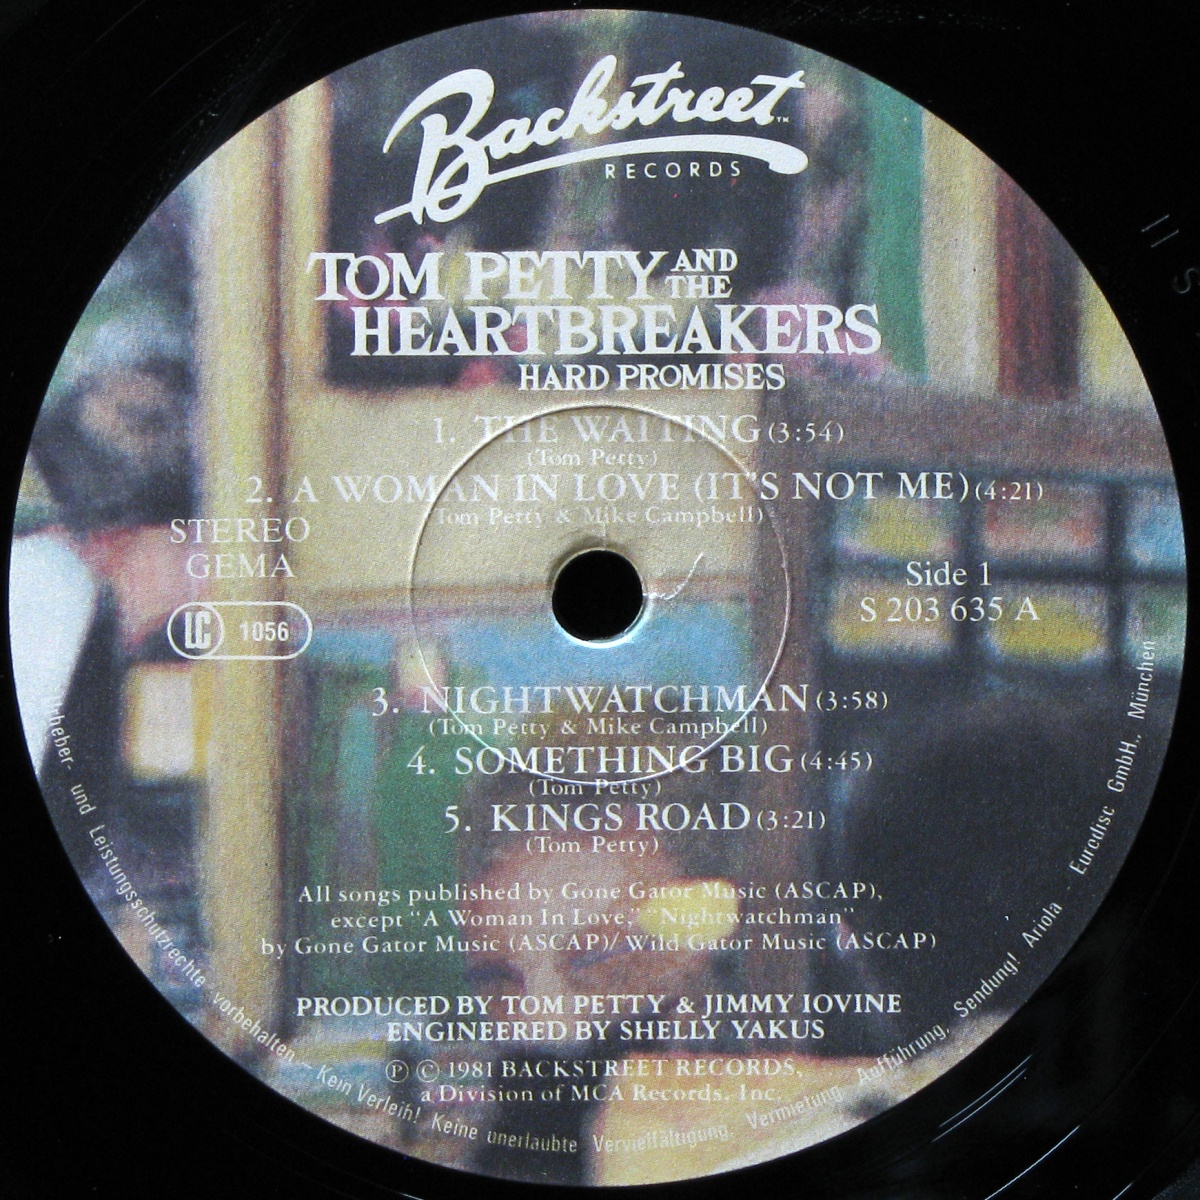 Backstreet™
RECORDS
TOM PETTY AND THE
HEARTBREAKERS
HARD PROMISES
1. THE WAITING (3:54)
(Tom Petty)
2. A WOMAN IN LOVE (IT'S NOT ME) (4:21)
Tom Petty & Mike Campbell)
STEREO
GEMA
LC 1056
Side 1
S 203 635 A
3. NIGHTWATCHMAN (3:58)
(Tom Petty & Mike Campbell)
4. SOMETHING BIG (4:45)
(Tom Petty)
5. KINGS ROAD (3:21)
(Tom Petty)
All songs published by Gone Gator Music (ASCAP),
except "A Woman In Love," "Nightwatchman"
by Gone Gator Music (ASCAP)/ Wild Gator Music (ASCAP)
PRODUCED BY TOM PETTY & JIMMY IOVINE
ENGINEERED BY SHELLY YAKUS
Ⓟ © 1981 BACKSTREET RECORDS,
a Division of MCA Records, Inc.
Urheber- und Leistungsschutzrechte vorbehalten – Kein Verleih! Keine unerlaubte Vervielfältigung, Vermietung, Aufführung, Sendung! Ariola Eurodisc GmbH., München